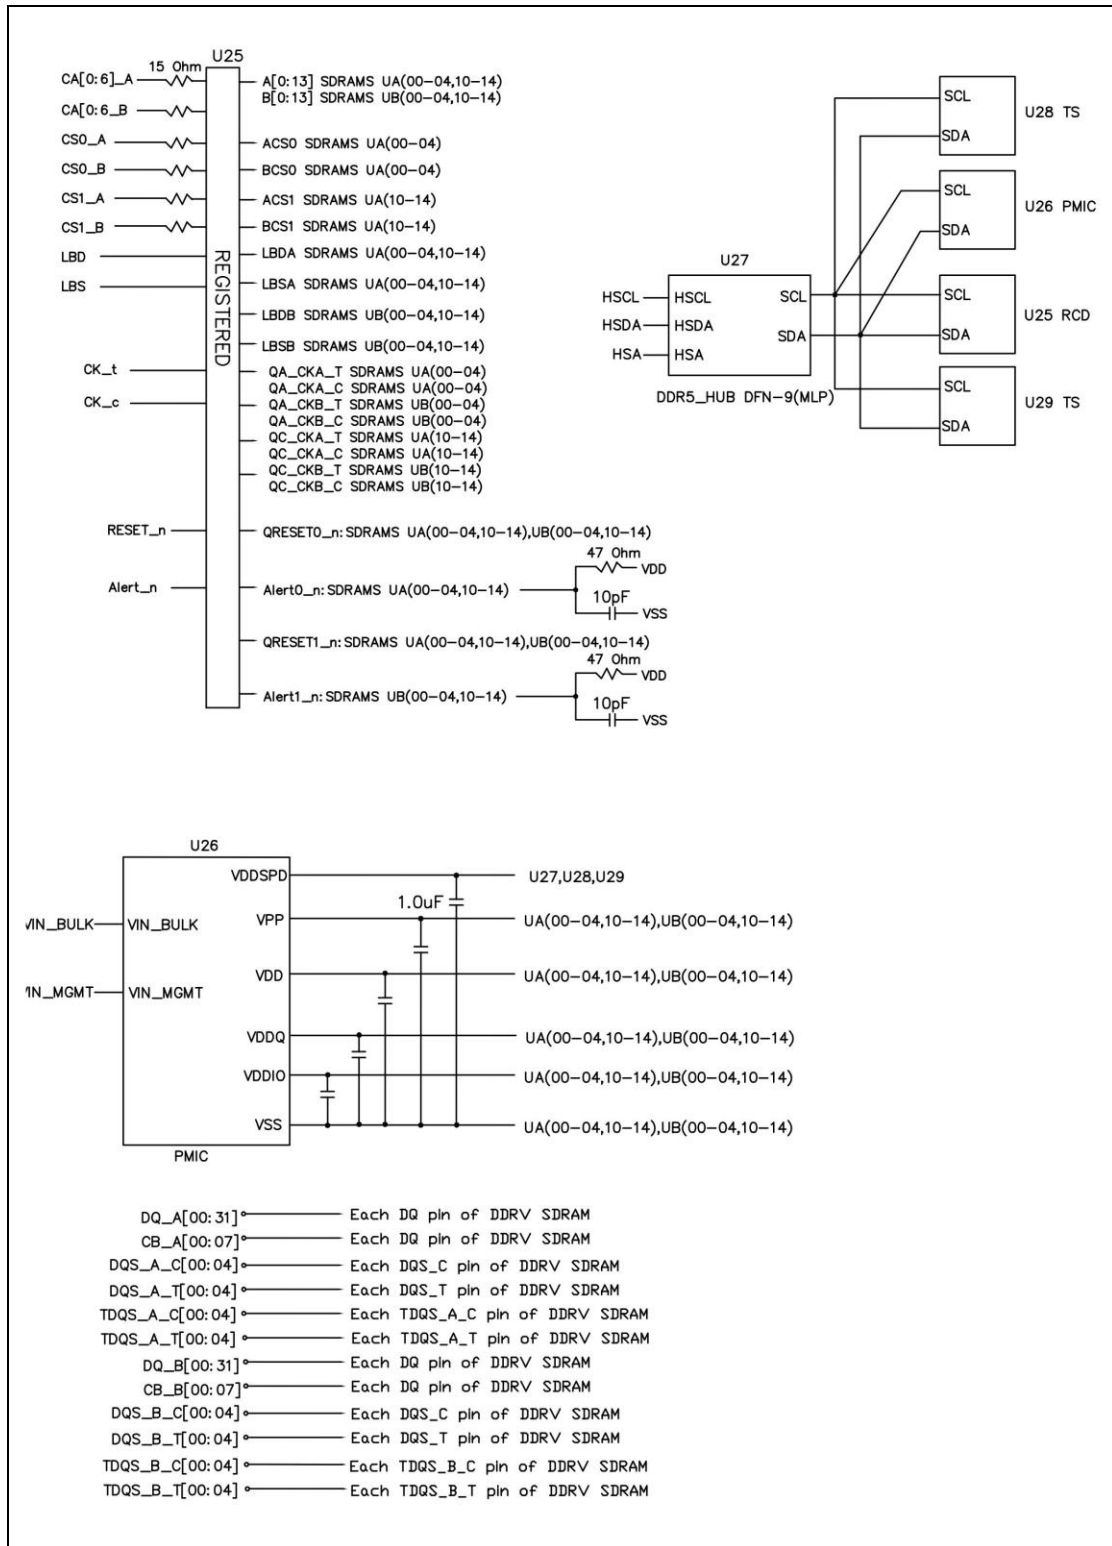 U25
15 Ohm
CA[0:6]_A
A[0:13] SDRAMS UA(00-04,10-14)
B[0:13] SDRAMS UB(00-04,10-14)
CA[0:6_B
CS0_A
ACS0 SDRAMS UA(00-04)
CS0_B
BCS0 SDRAMS UA(00-04)
CS1_A
ACS1 SDRAMS UA(10-14)
CS1_B
BCS1 SDRAMS UA(10-14)
LBD
LBDA SDRAMS UA(00-04,10-14)
LBS
LBSA SDRAMS UA(00-04,10-14)
LBDB SDRAMS UB(00-04,10-14)
LBSB SDRAMS UB(00-04,10-14)
REGISTERED
CK_t
QA_CKA_T SDRAMS UA(00-04)
QA_CKA_C SDRAMS UA(00-04)
CK_c
QA_CKB_T SDRAMS UB(00-04)
QA_CKB_C SDRAMS UB(00-04)
QC_CKA_T SDRAMS UA(10-14)
QC_CKA_C SDRAMS UA(10-14)
QC_CKB_T SDRAMS UB(10-14)
QC_CKB_C SDRAMS UB(10-14)
RESET_n
QRESET0_n: SDRAMS UA(00-04,10-14),UB(00-04,10-14)
47 Ohm
VDD
Alert_n
Alert0_n: SDRAMS UA(00-04,10-14)
10pF
VSS
QRESET1_n: SDRAMS UA(00-04,10-14),UB(00-04,10-14)
47 Ohm
VDD
Alert1_n: SDRAMS UB(00-04,10-14)
10pF
VSS
U27
HSCL
HSCL
SCL
HSDA
HSDA
SDA
HSA
HSA
DDR5_HUB DFN-9(MLP)
SCL
SDA
U28 TS
SCL
SDA
U26 PMIC
SCL
SDA
U25 RCD
SCL
SDA
U29 TS
U26
VDDSPD
U27,U28,U29
1.0uF
VIN_BULK
VIN_BULK
VPP
UA(00-04,10-14),UB(00-04,10-14)
VDD
UA(00-04,10-14),UB(00-04,10-14)
VIN_MGMT
VIN_MGMT
VDDQ
UA(00-04,10-14),UB(00-04,10-14)
VDDIO
UA(00-04,10-14),UB(00-04,10-14)
VSS
UA(00-04,10-14),UB(00-04,10-14)
PMIC
DQ_A[00:31] Each DQ pin of DDRV SDRAM
CB_A[00:07] Each DQ pin of DDRV SDRAM
DQS_A_C[00:04] Each DQS_C pin of DDRV SDRAM
DQS_A_T[00:04] Each DQS_T pin of DDRV SDRAM
TDQS_A_C[00:04] Each TDQS_A_C pin of DDRV SDRAM
TDQS_A_T[00:04] Each TDQS_A_T pin of DDRV SDRAM
DQ_B[00:31] Each DQ pin of DDRV SDRAM
CB_B[00:07] Each DQ pin of DDRV SDRAM
DQS_B_C[00:04] Each DQS_C pin of DDRV SDRAM
DQS_B_T[00:04] Each DQS_T pin of DDRV SDRAM
TDQS_B_C[00:04] Each TDQS_B_C pin of DDRV SDRAM
TDQS_B_T[00:04] Each TDQS_B_T pin of DDRV SDRAM